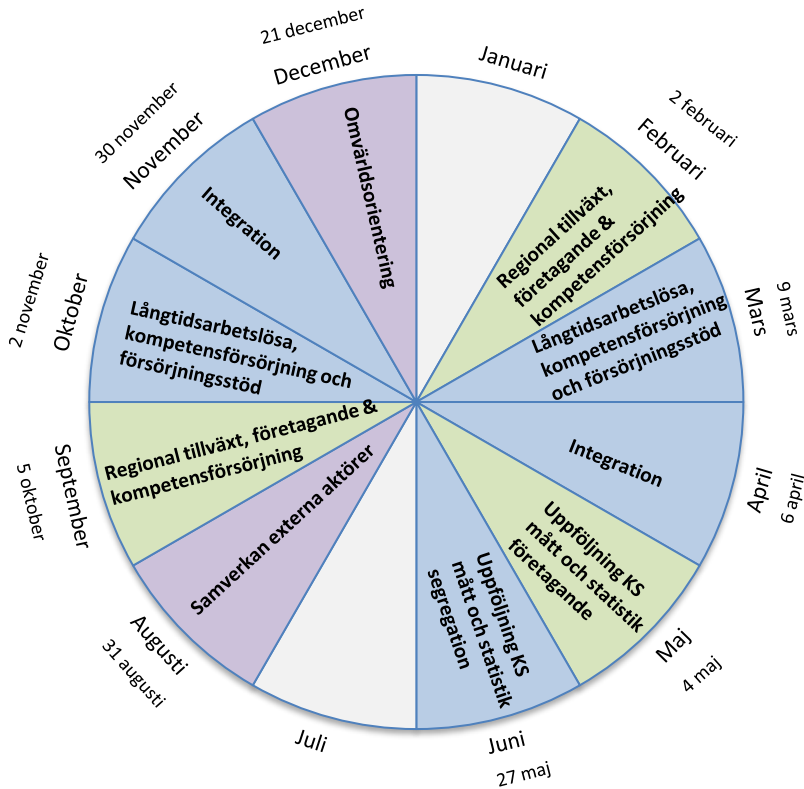 Januari
2 februari
Februari
Regional tillväxt,
företagande &
kompetensförsörjning
9 mars
Mars
Långtidsarbetslösa,
kompetensförsörjning
och försörjningsstöd
April
6 april
Integration
Maj
4 maj
Uppföljning KS
mått och statistik
företagande
Juni
27 maj
Uppföljning KS
mått och statistik
segregation
Juli
Augusti
31 augusti
Samverkan externa aktörer
September
5 oktober
Regional tillväxt, företagande &
kompetensförsörjning
Oktober
2 november
Långtidsarbetslösa,
kompetensförsörjning och
försörjningsstöd
November
30 november
Integration
21 december
December
Omvärldsorientering